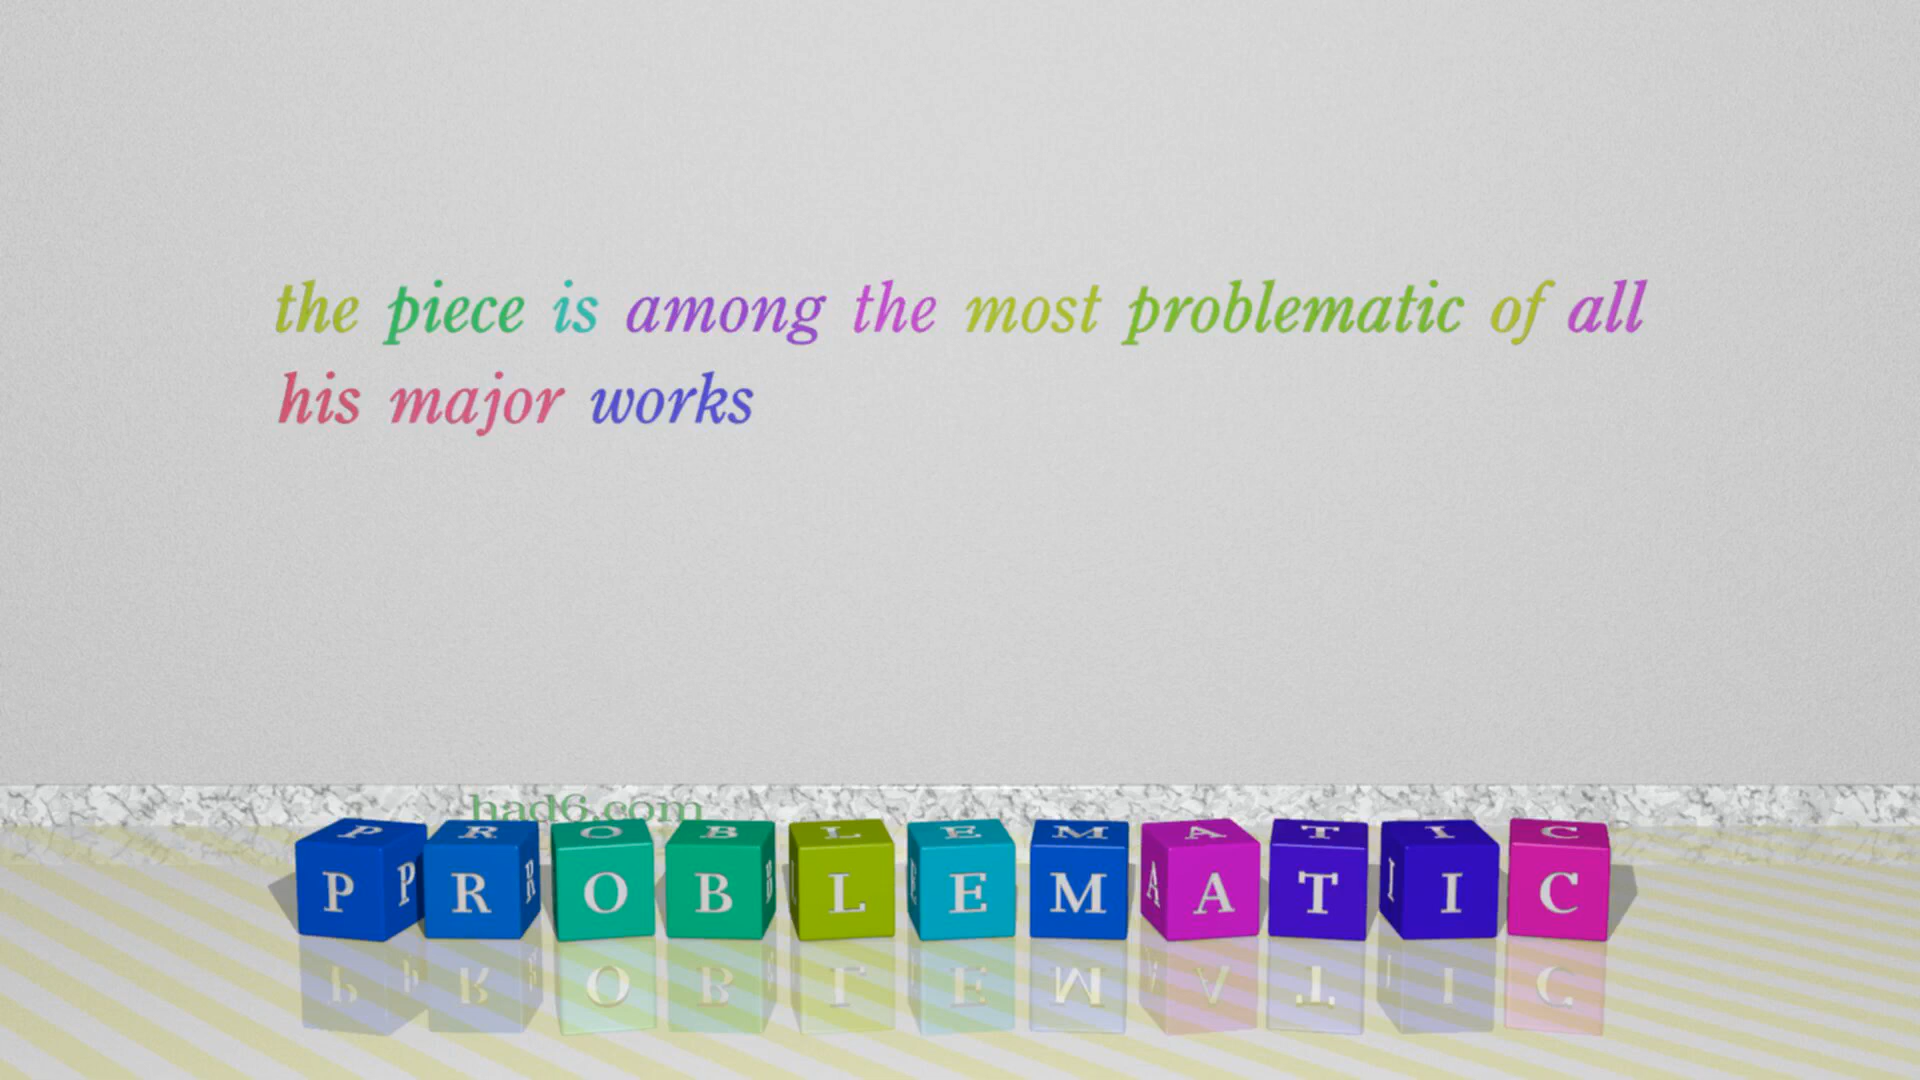 the piece is among the most problematic of all
his major works
had6.com
PROBLEMATIC